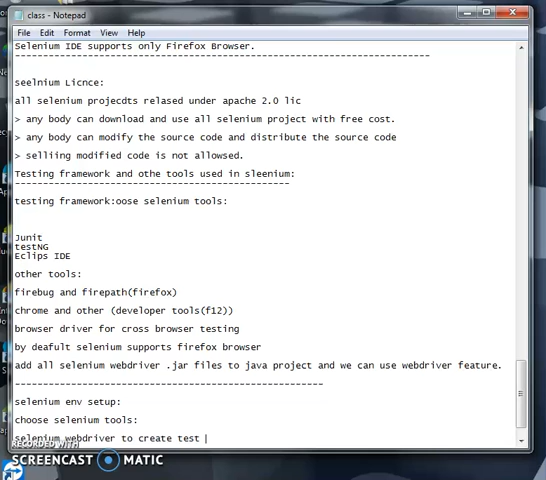 class - Notepad
File Edit Format View Help
Selenium IDE supports only Firefox Browser.
--------------------------------------------------------------------
seelnium Licnce:
all selenium projecdts relased under apache 2.0 lic
> any body can download and use all selenium project with free cost.
> any body can modify the source code and distribute the source code
> selliing modified code is not allowsed.
Testing framework and othe tools used in sleenium:
---------------------------------------------
testing framework:oose selenium tools:
Junit
testNG
Eclips IDE
other tools:
firebug and firepath(firefox)
chrome and other (developer tools(f12))
browser driver for cross browser testing
by deafult selenium supports firefox browser
add all selenium webdriver .jar files to java project and we can use webdriver feature.
--------------------------------------------------
selenium env setup:
choose selenium tools:
selenium webdriver to create test
RECORDED WITH
SCREENCAST MATIC